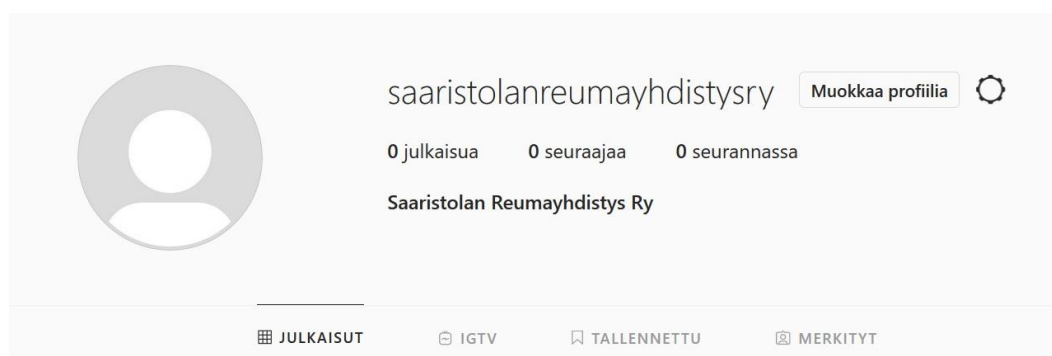 saaristolanreumayhdistysry Muokkaa profiilia
0 julkaisua 0 seuraajaa 0 seurannassa
Saaristolan Reumayhdistys Ry
JULKAISUT IGTV TALLENNETTU MERKITYT